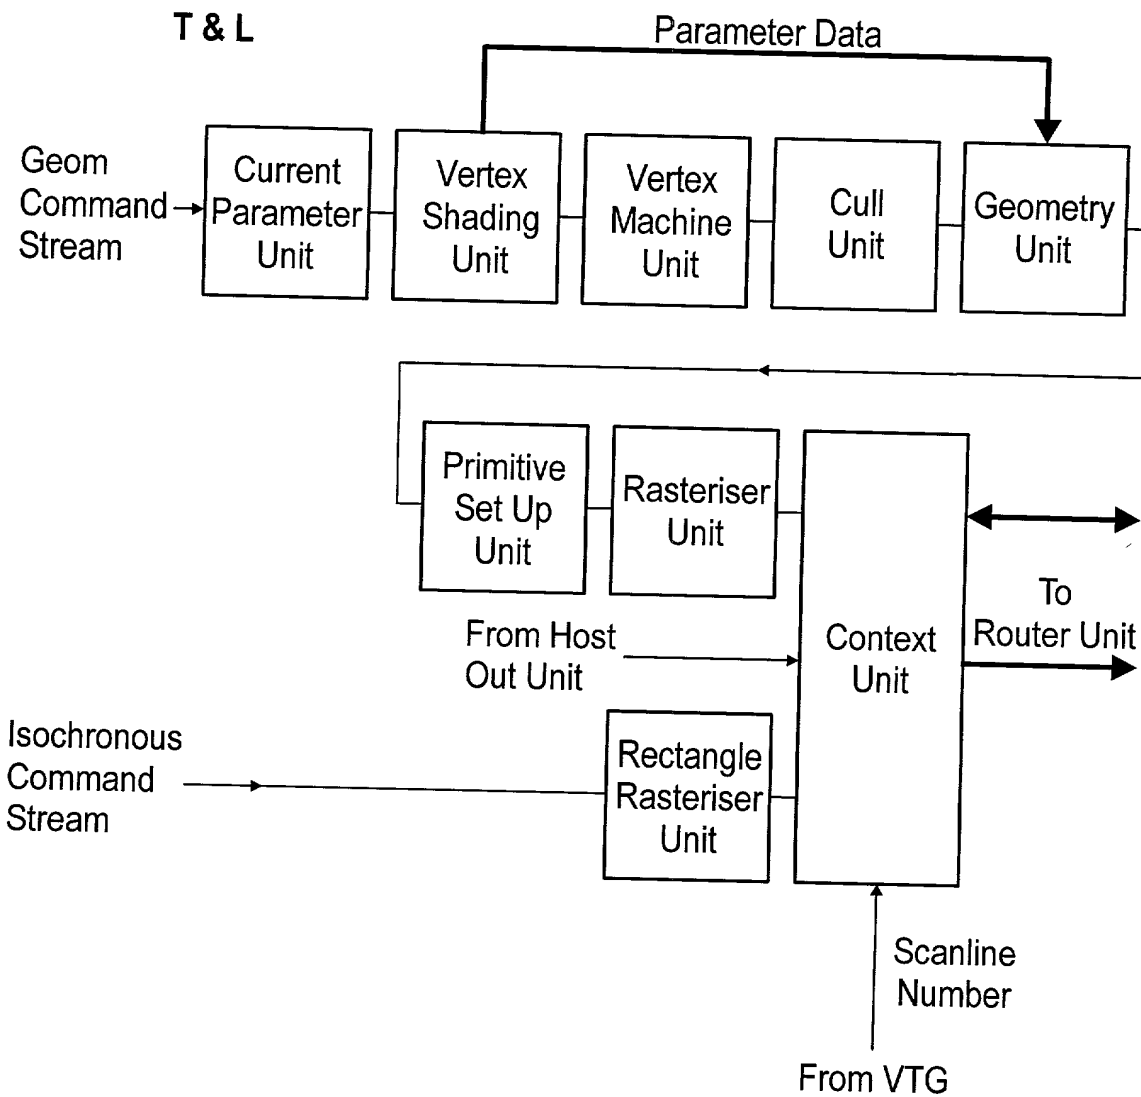 T & L
Parameter Data
Geom
Command
Stream
Current
Parameter
Unit
Vertex
Shading
Unit
Vertex
Machine
Unit
Cull
Unit
Geometry
Unit
Primitive
Set Up
Unit
Rasteriser
Unit
Context
Unit
To
Router Unit
From Host
Out Unit
Isochronous
Command
Stream
Rectangle
Rasteriser
Unit
Scanline
Number
From VTG